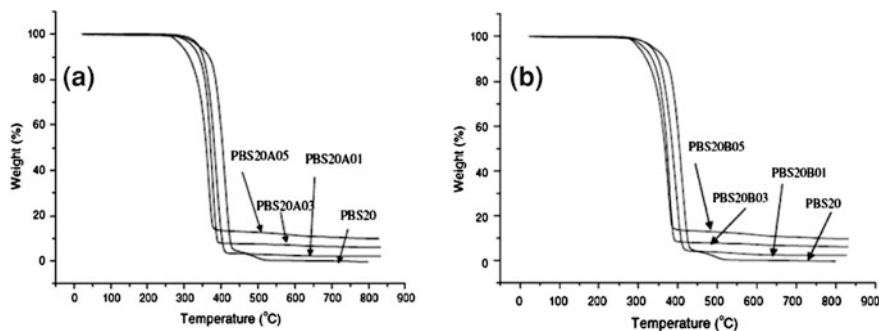 (a)
Weight (%)
100
80
60
40
20
0
PBS20A05
PBS20A01
PBS20A03
PBS20
0 100 200 300 400 500 600 700 800 900
Temperature (°C)
(b)
Weight (%)
100
80
60
40
20
0
PBS20B05
PBS20B01
PBS20B03
PBS20
0 100 200 300 400 500 600 700 800 900
Temperature (°C)